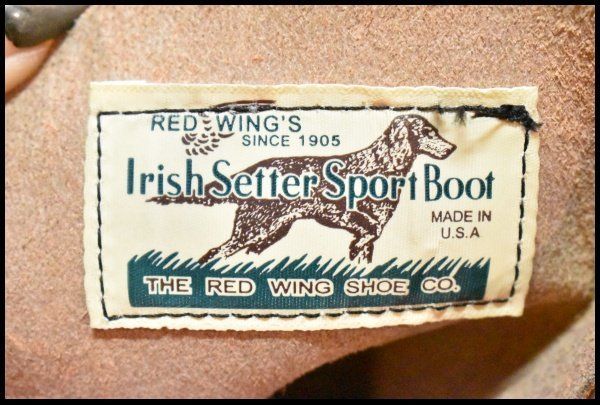 RED WING'S
SINCE 1905
Irish Setter Sport Boot
MADE IN
U.S.A
THE RED WING SHOE CO.